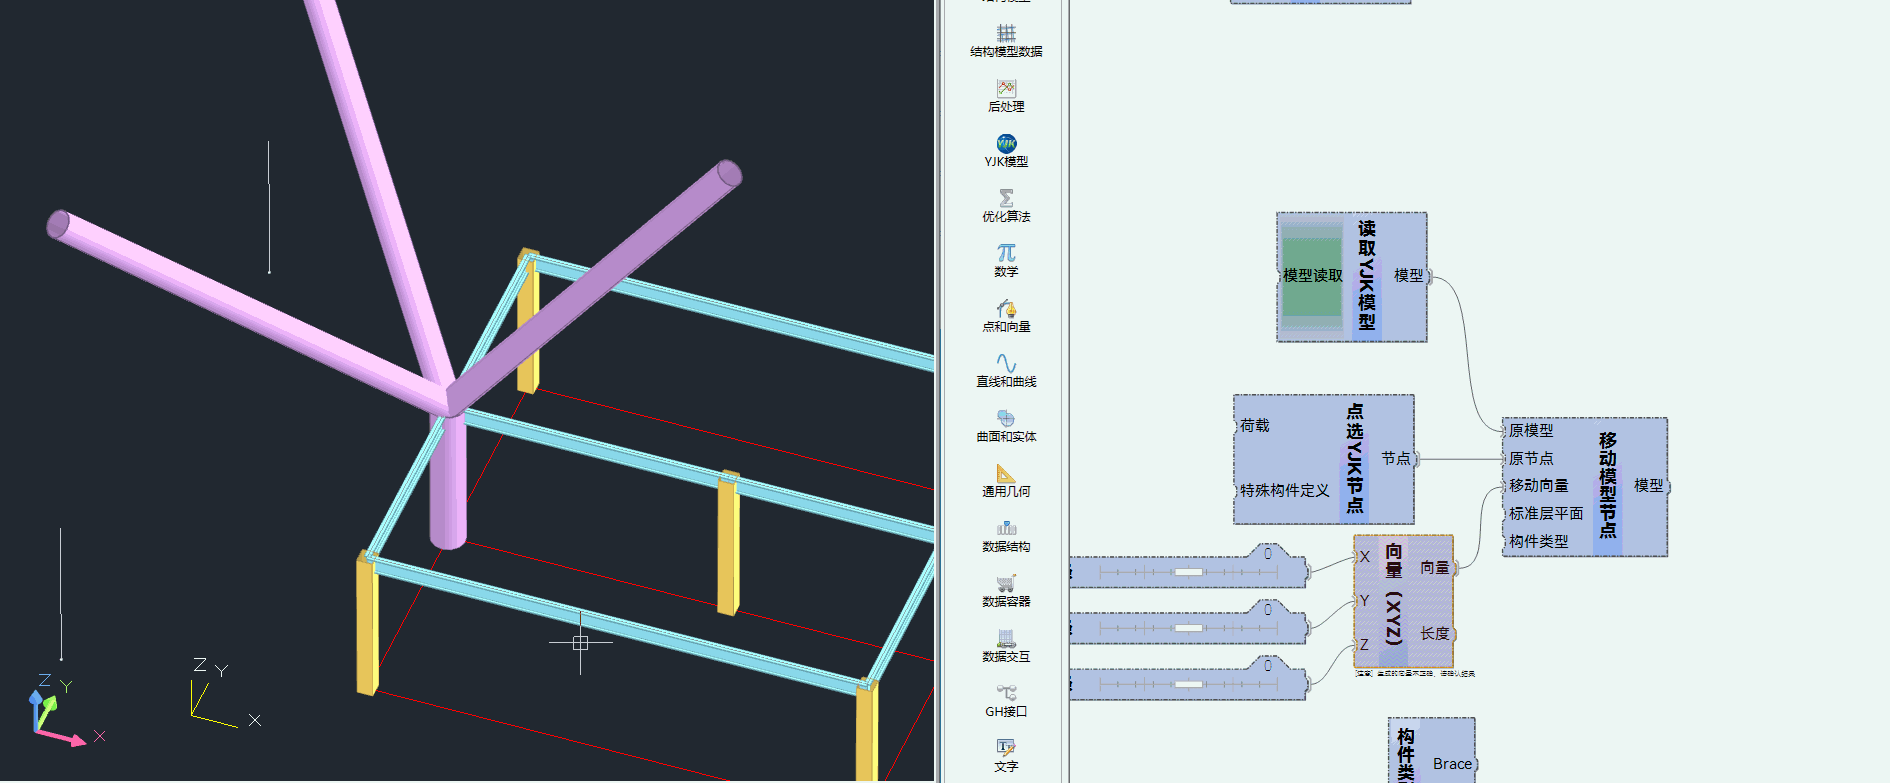 Z
Y
X
Z
Y
X
结构模型数据
后处理
YJK
YJK模型
优化算法
数学
点和向量
直线和曲线
曲面和实体
通用几何
数据结构
数据容器
数据交互
GH接口
文字
模型读取
读取YJK模型
模型
荷载
特殊构件定义
点选YJK节点
节点
原模型
原节点
移动向量
标准层平面
构件类型
移动模型节点
模型
0
0
0
X
Y
Z
向量(XYZ)
向量
长度
构件类
Brace